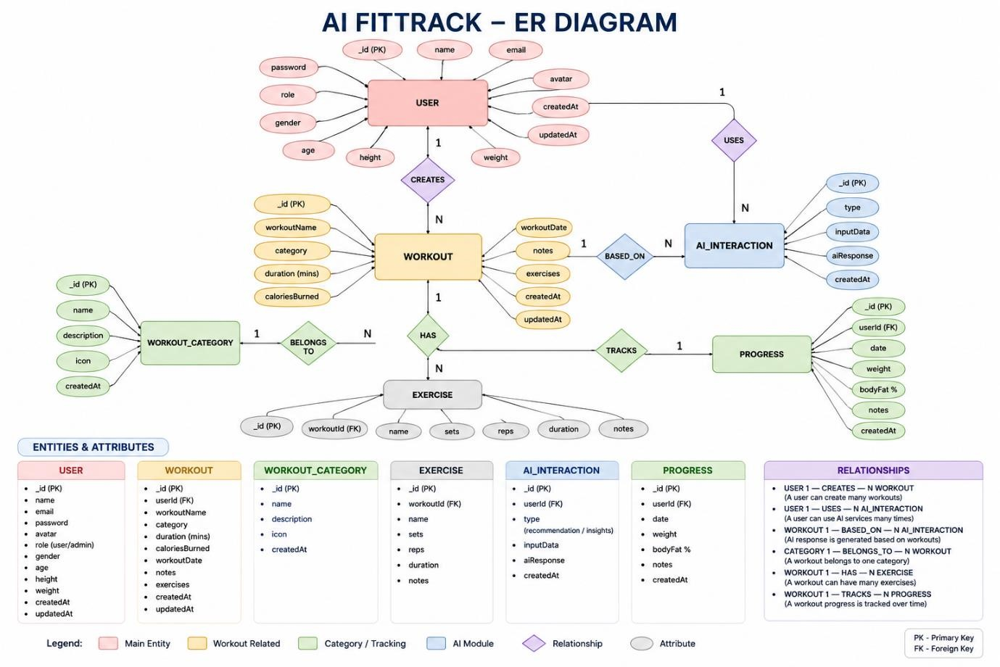 AI FITTRACK – ER DIAGRAM
_id (PK)
name
email
password
avatar
role
USER
createdAt
gender
updatedAt
age
height
weight
1
CREATES
N
1
USES
N
_id (PK)
workoutName
category
duration (mins)
caloriesBurned
WORKOUT
workoutDate
notes
exercises
createdAt
updatedAt
1
BASED_ON
N
AI_INTERACTION
_id (PK)
type
inputData
aiResponse
createdAt
_id (PK)
name
description
icon
createdAt
WORKOUT_CATEGORY
1
BELONGS
TO
N
1
HAS
N
TRACKS
1
PROGRESS
_id (PK)
userId (FK)
date
weight
bodyFat %
notes
createdAt
EXERCISE
_id (PK)
workoutId (FK)
name
sets
reps
duration
notes
ENTITIES & ATTRIBUTES
USER
• _id (PK)
• name
• email
• password
• avatar
• role (user/admin)
• gender
• age
• height
• weight
• createdAt
• updatedAt
WORKOUT
• _id (PK)
• userId (FK)
• workoutName
• category
• duration (mins)
• caloriesBurned
• workoutDate
• notes
• exercises
• createdAt
• updatedAt
WORKOUT_CATEGORY
• _id (PK)
• name
• description
• icon
• createdAt
EXERCISE
• _id (PK)
• workoutId (FK)
• name
• sets
• reps
• duration
• notes
AI_INTERACTION
• _id (PK)
• userId (FK)
• type
(recommendation / insights)
• inputData
• aiResponse
• createdAt
PROGRESS
• _id (PK)
• userId (FK)
• date
• weight
• bodyFat %
• notes
• createdAt
RELATIONSHIPS
• USER 1 — CREATES — N WORKOUT
(A user can create many workouts)
• USER 1 — USES — N AI_INTERACTION
(A user can use AI services many times)
• WORKOUT 1 — BASED_ON — N AI_INTERACTION
(AI response is generated based on workouts)
• CATEGORY 1 — BELONGS_TO — N WORKOUT
(A workout belongs to one category)
• WORKOUT 1 — HAS — N EXERCISE
(A workout can have many exercises)
• WORKOUT 1 — TRACKS — N PROGRESS
(A workout progress is tracked over time)
Legend:
Main Entity
Workout Related
Category / Tracking
AI Module
Relationship
Attribute
PK - Primary Key
FK - Foreign Key